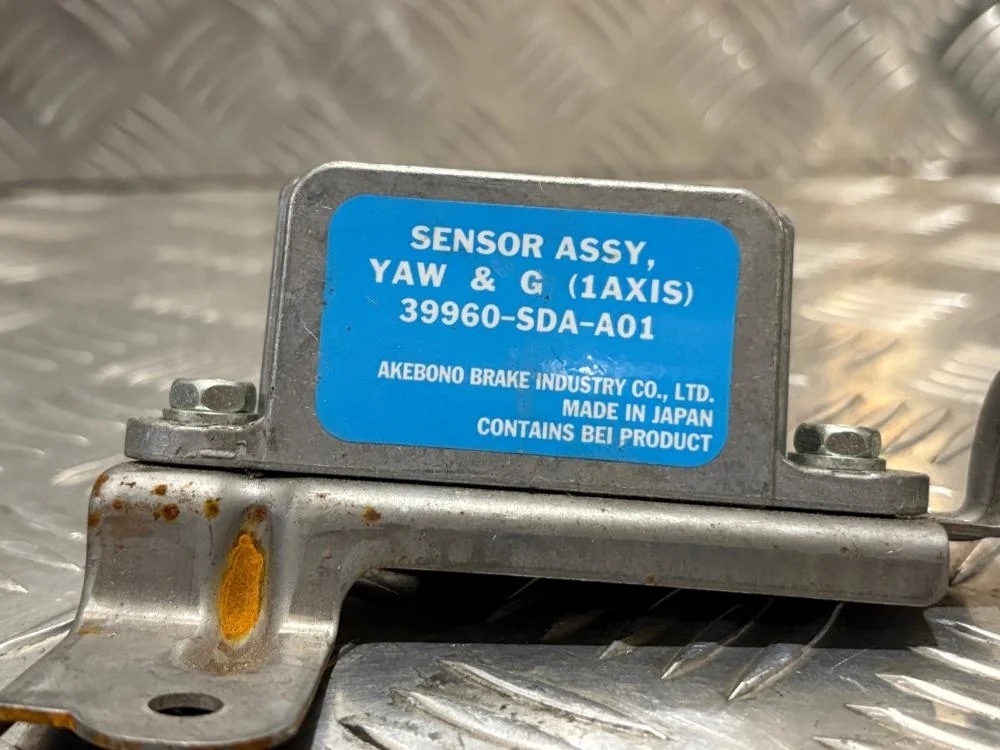 SENSOR ASSY,
YAW & G (1AXIS)
39960-SDA-A01
AKEBONO BRAKE INDUSTRY CO., LTD.
MADE IN JAPAN
CONTAINS BEI PRODUCT